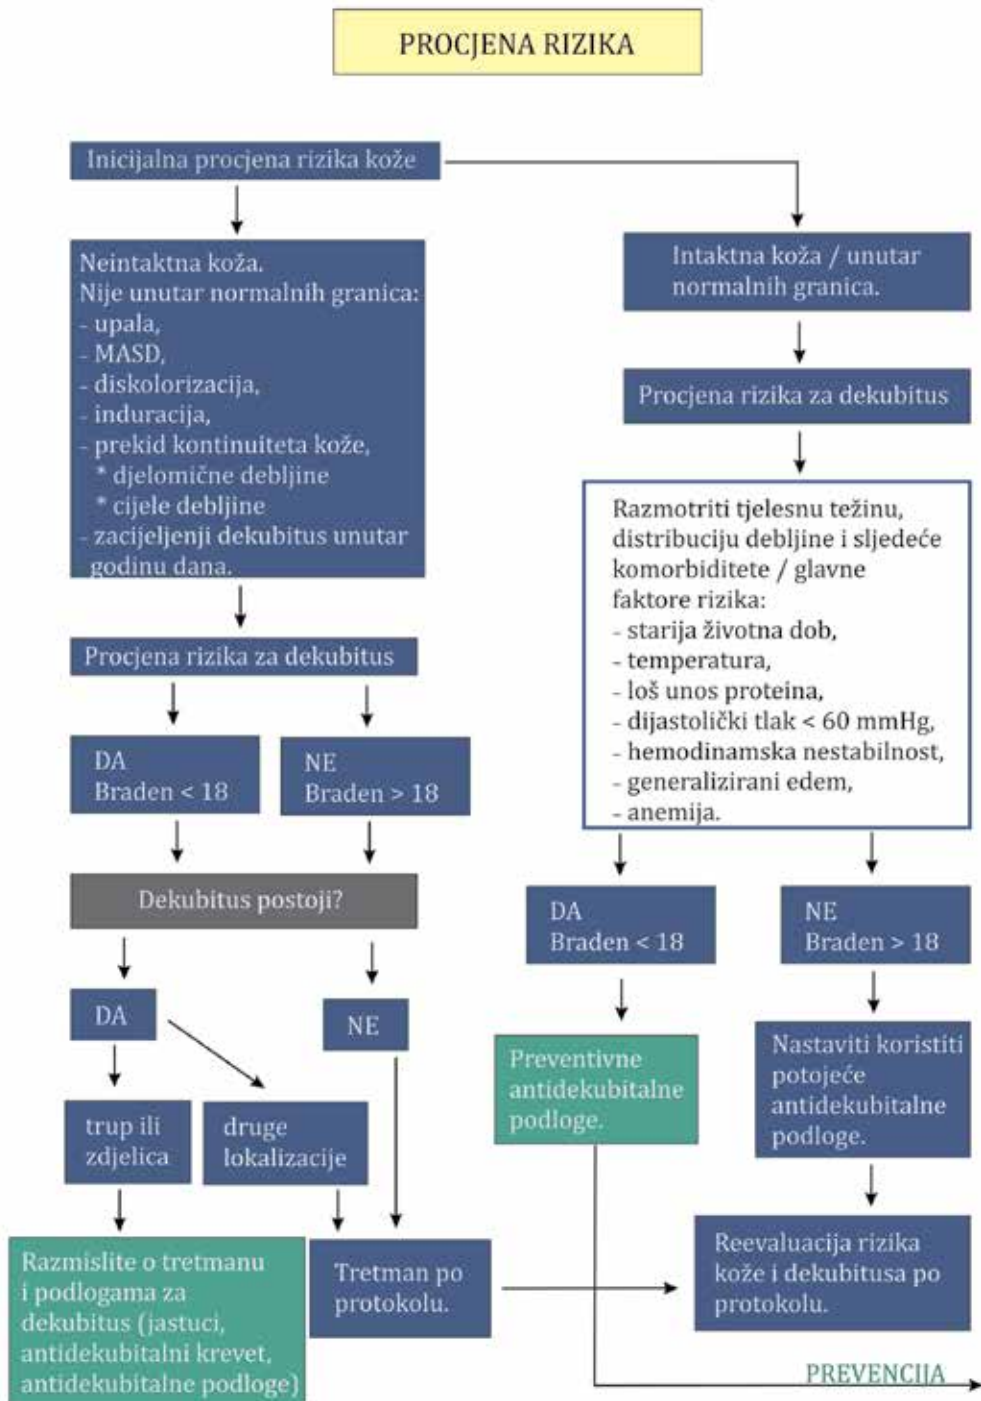 PROCJENA RIZIKA
Inicijalna procjena rizika kože
Neintaktna koža.
Nije unutar normalnih granica:
- upala,
- MASD,
- diskolorizacija,
- induracija,
- prekid kontinuiteta kože,
* djelomične debljine
* cijele debljine
- zacijeljenji dekubitus unutar
godinu dana.
Procjena rizika za dekubitus
DA
Braden < 18
NE
Braden > 18
Dekubitus postoji?
DA
NE
trup ili
zdjelica
druge
lokalizacije
Razmislite o tretmanu
i podlogama za
dekubitus (jastuci,
antidekubitalni krevet,
antidekubitalne podloge)
Tretman po
protokolu.
Intaktna koža / unutar
normalnih granica.
Procjena rizika za dekubitus
Razmotriti tjelesnu težinu,
distribuciju debljine i sljedeće
komorbiditete / glavne
faktore rizika:
- starija životna dob,
- temperatura,
- loš unos proteina,
- dijastolički tlak < 60 mmHg,
- hemodinamska nestabilnost,
- generalizirani edem,
- anemija.
DA
Braden < 18
NE
Braden > 18
Preventivne
antidekubitalne
podloge.
Nastaviti koristiti
potojeće
antidekubitalne
podloge.
Reevaluacija rizika
kože i dekubitusa po
protokolu.
PREVENCIJA